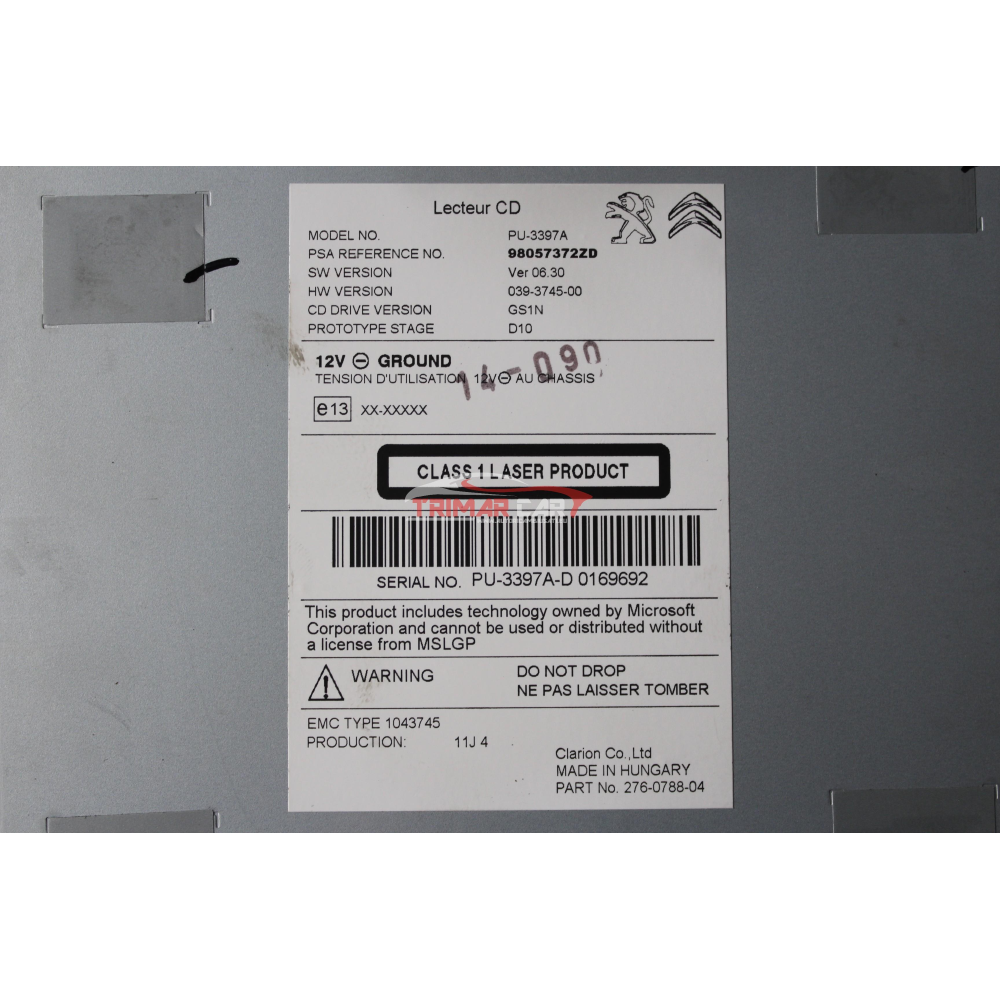 Lecteur CD
MODEL NO. PU-3397A
PSA REFERENCE NO. 98057372ZD
SW VERSION Ver 06.30
HW VERSION 039-3745-00
CD DRIVE VERSION GS1N
PROTOTYPE STAGE D10
12V ⊖ GROUND
TENSION D'UTILISATION 12V⊖ AU CHASSIS
14-090
e13 XX-XXXXX
CLASS 1 LASER PRODUCT
TRIMAR CAR
SERIAL NO. PU-3397A-D 0169692
This product includes technology owned by Microsoft
Corporation and cannot be used or distributed without
a license from MSLGP
WARNING DO NOT DROP
NE PAS LAISSER TOMBER
EMC TYPE 1043745
PRODUCTION: 11J 4
Clarion Co.,Ltd
MADE IN HUNGARY
PART No. 276-0788-04